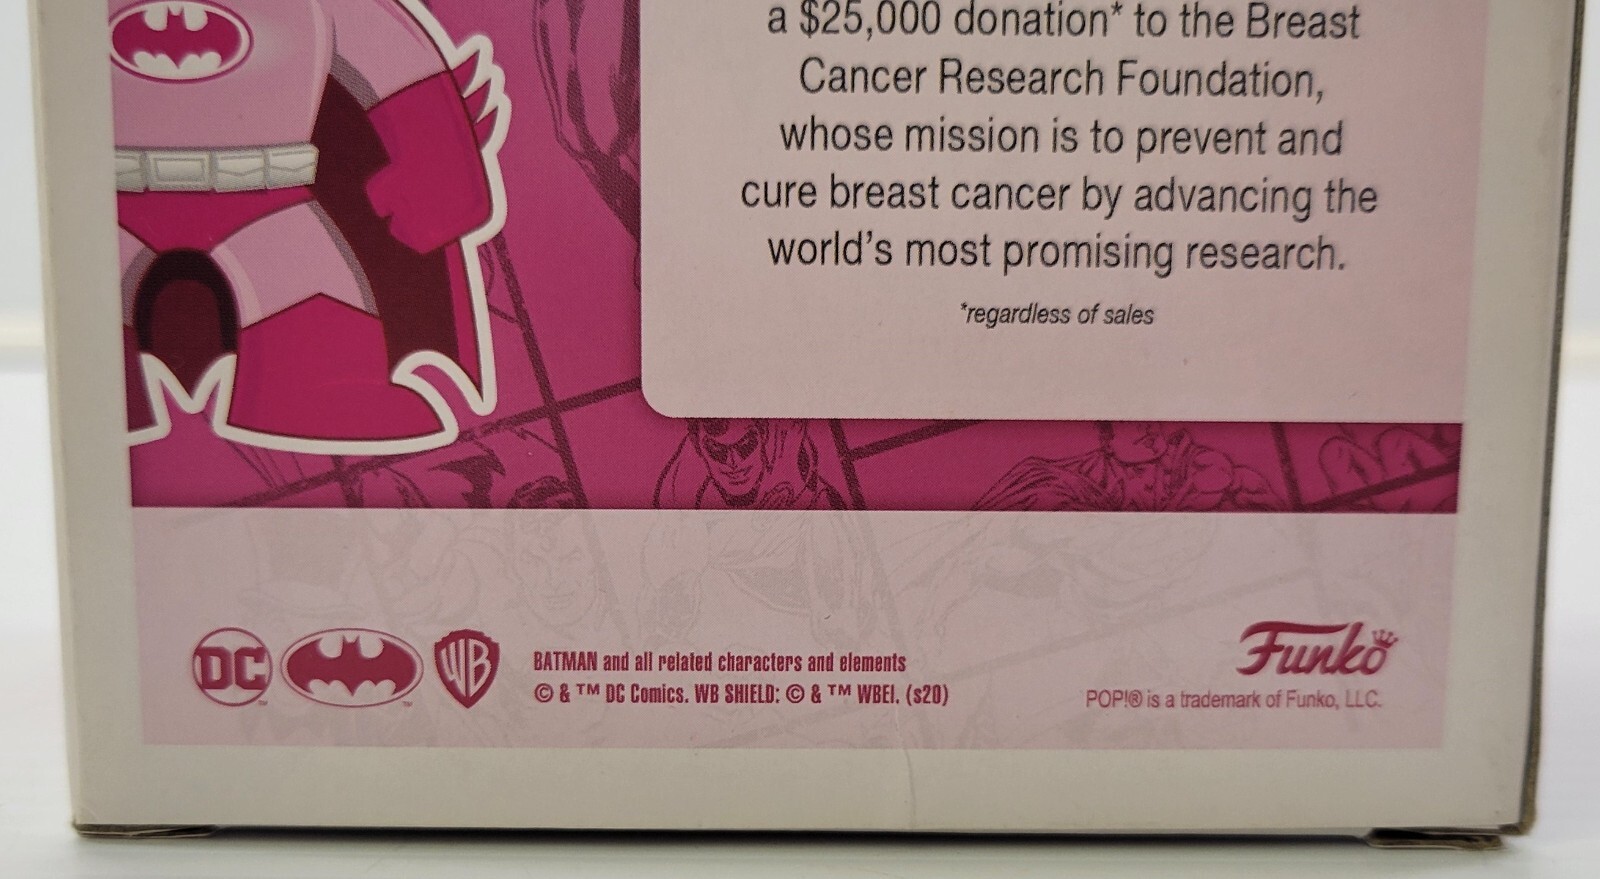 a $25,000 donation* to the Breast
Cancer Research Foundation,
whose mission is to prevent and
cure breast cancer by advancing the
world's most promising research.
*regardless of sales
DC
WB
BATMAN and all related characters and elements
© & ™ DC Comics. WB SHIELD: © & ™ WBEI. (s20)
Funko
POP!® is a trademark of Funko, LLC.